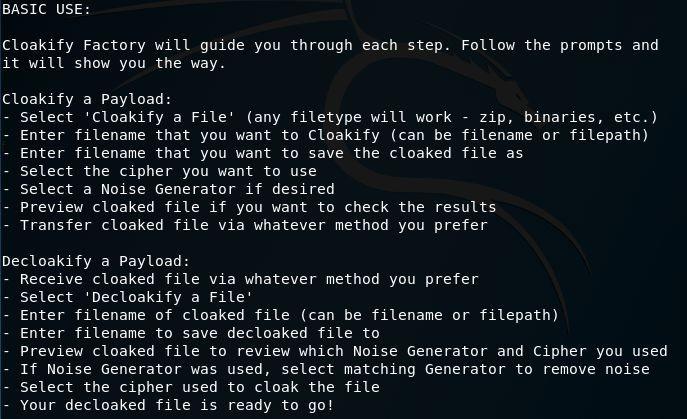 BASIC USE:
Cloakify Factory will guide you through each step. Follow the prompts and
it will show you the way.
Cloakify a Payload:
- Select 'Cloakify a File' (any filetype will work - zip, binaries, etc.)
- Enter filename that you want to Cloakify (can be filename or filepath)
- Enter filename that you want to save the cloaked file as
- Select the cipher you want to use
- Select a Noise Generator if desired
- Preview cloaked file if you want to check the results
- Transfer cloaked file via whatever method you prefer
Decloakify a Payload:
- Receive cloaked file via whatever method you prefer
- Select 'Decloakify a File'
- Enter filename of cloaked file (can be filename or filepath)
- Enter filename to save decloaked file to
- Preview cloaked file to review which Noise Generator and Cipher you used
- If Noise Generator was used, select matching Generator to remove noise
- Select the cipher used to cloak the file
- Your decloaked file is ready to go!